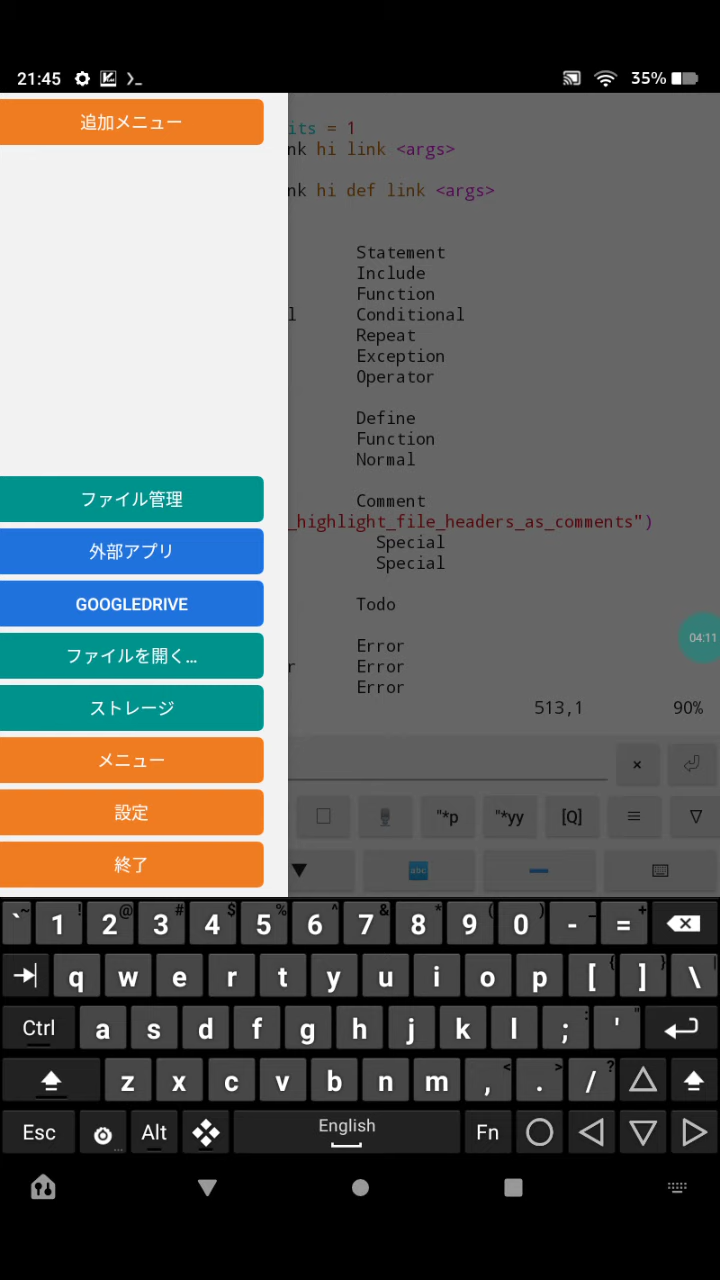 21:45 35%
追加メニュー
its = 1
nk hi link <args>
nk hi def link <args>
Statement
Include
Function
l Conditional
Repeat
Exception
Operator
Define
Function
Normal
Comment
_highlight_file_headers_as_comments")
Special
Special
Todo
Error
r Error
Error
513,1 90%
04:11
ファイル管理
外部アプリ
GOOGLEDRIVE
ファイルを開く...
ストレージ
メニュー
設定
終了
"*p "*yy [Q]
abc
` ~ 1 ! 2 @ 3 # 4 $ 5 % 6 ^ 7 & 8 * 9 ( 0 ) - _ = +
q w e r t y u i o p [ { ] } \ |
Ctrl a s d f g h j k l ; : ' "
z x c v b n m , < . > / ?
Esc Alt English Fn